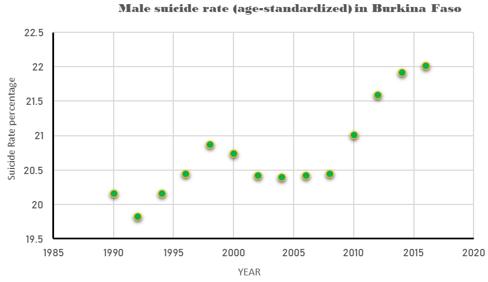 Male suicide rate (age-standardized) in Burkina Faso
Suicide Rate percentage
22.5
22
21.5
21
20.5
20
19.5
1985 1990 1995 2000 2005 2010 2015 2020
YEAR